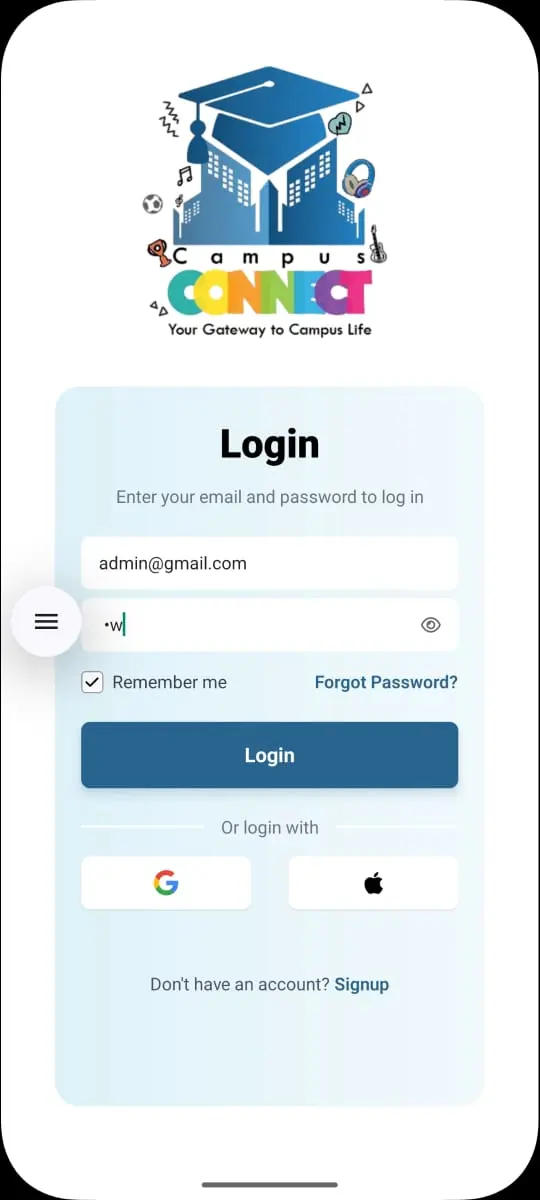 Campus
CONNECT
Your Gateway to Campus Life
Login
Enter your email and password to log in
admin@gmail.com
•w
Remember me
Forgot Password?
Login
Or login with
Don't have an account? Signup